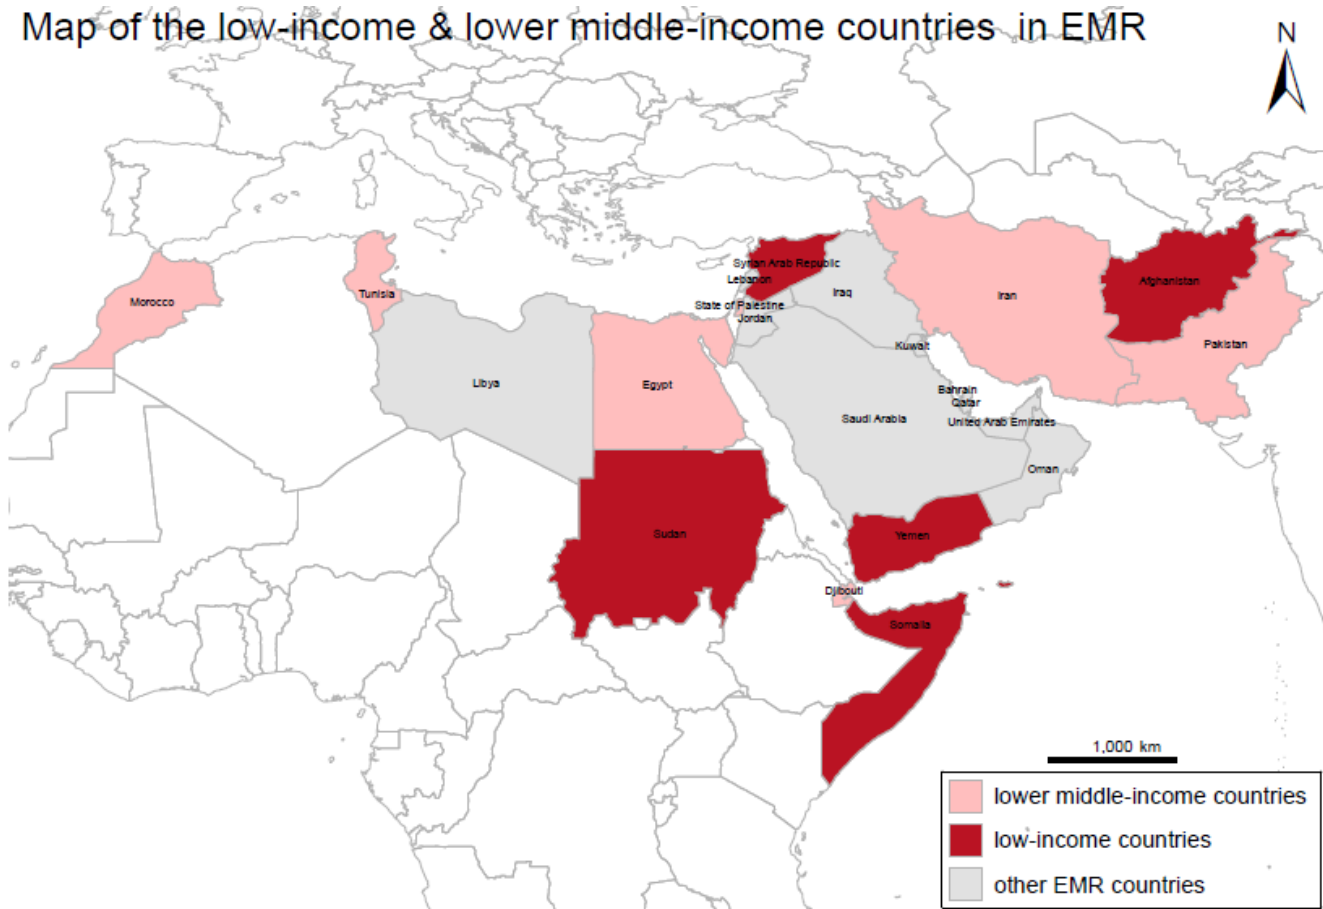 Map of the low-income & lower middle-income countries in EMR
N
Syrian Arab Republic
Lebanon
Afghanistan
Morocco
Tunisia
Iraq
Iran
State of Palestine
Jordan
Kuwait
Pakistan
Libya
Egypt
Bahrain
Qatar
Saudi Arabia
United Arab Emirates
Oman
Sudan
Yemen
Djibouti
Somalia
1,000 km
lower middle-income countries
low-income countries
other EMR countries